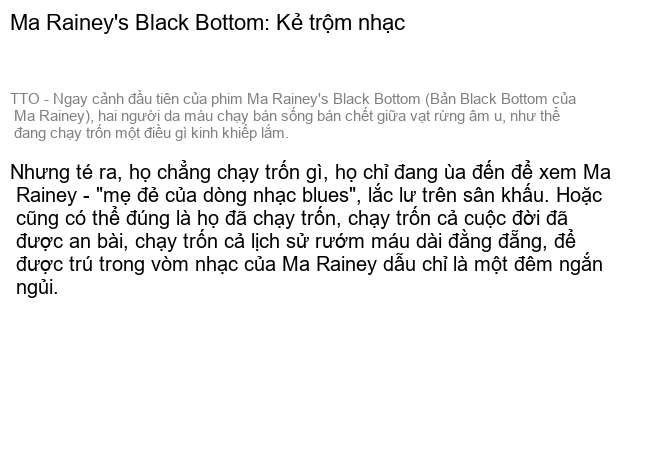 Ma Rainey's Black Bottom: Kẻ trộm nhạc
TTO - Ngay cảnh đầu tiên của phim Ma Rainey's Black Bottom (Bản Black Bottom của
Ma Rainey), hai người da màu chạy bán sống bán chết giữa vạt rừng âm u, như thể
đang chạy trốn một điều gì kinh khiếp lắm.
Nhưng té ra, họ chẳng chạy trốn gì, họ chỉ đang ùa đến để xem Ma
Rainey - "mẹ đẻ của dòng nhạc blues", lắc lư trên sân khấu. Hoặc
cũng có thể đúng là họ đã chạy trốn, chạy trốn cả cuộc đời đã
được an bài, chạy trốn cả lịch sử rướm máu dài đằng đẵng, để
được trú trong vòm nhạc của Ma Rainey dẫu chỉ là một đêm ngắn
ngủi.